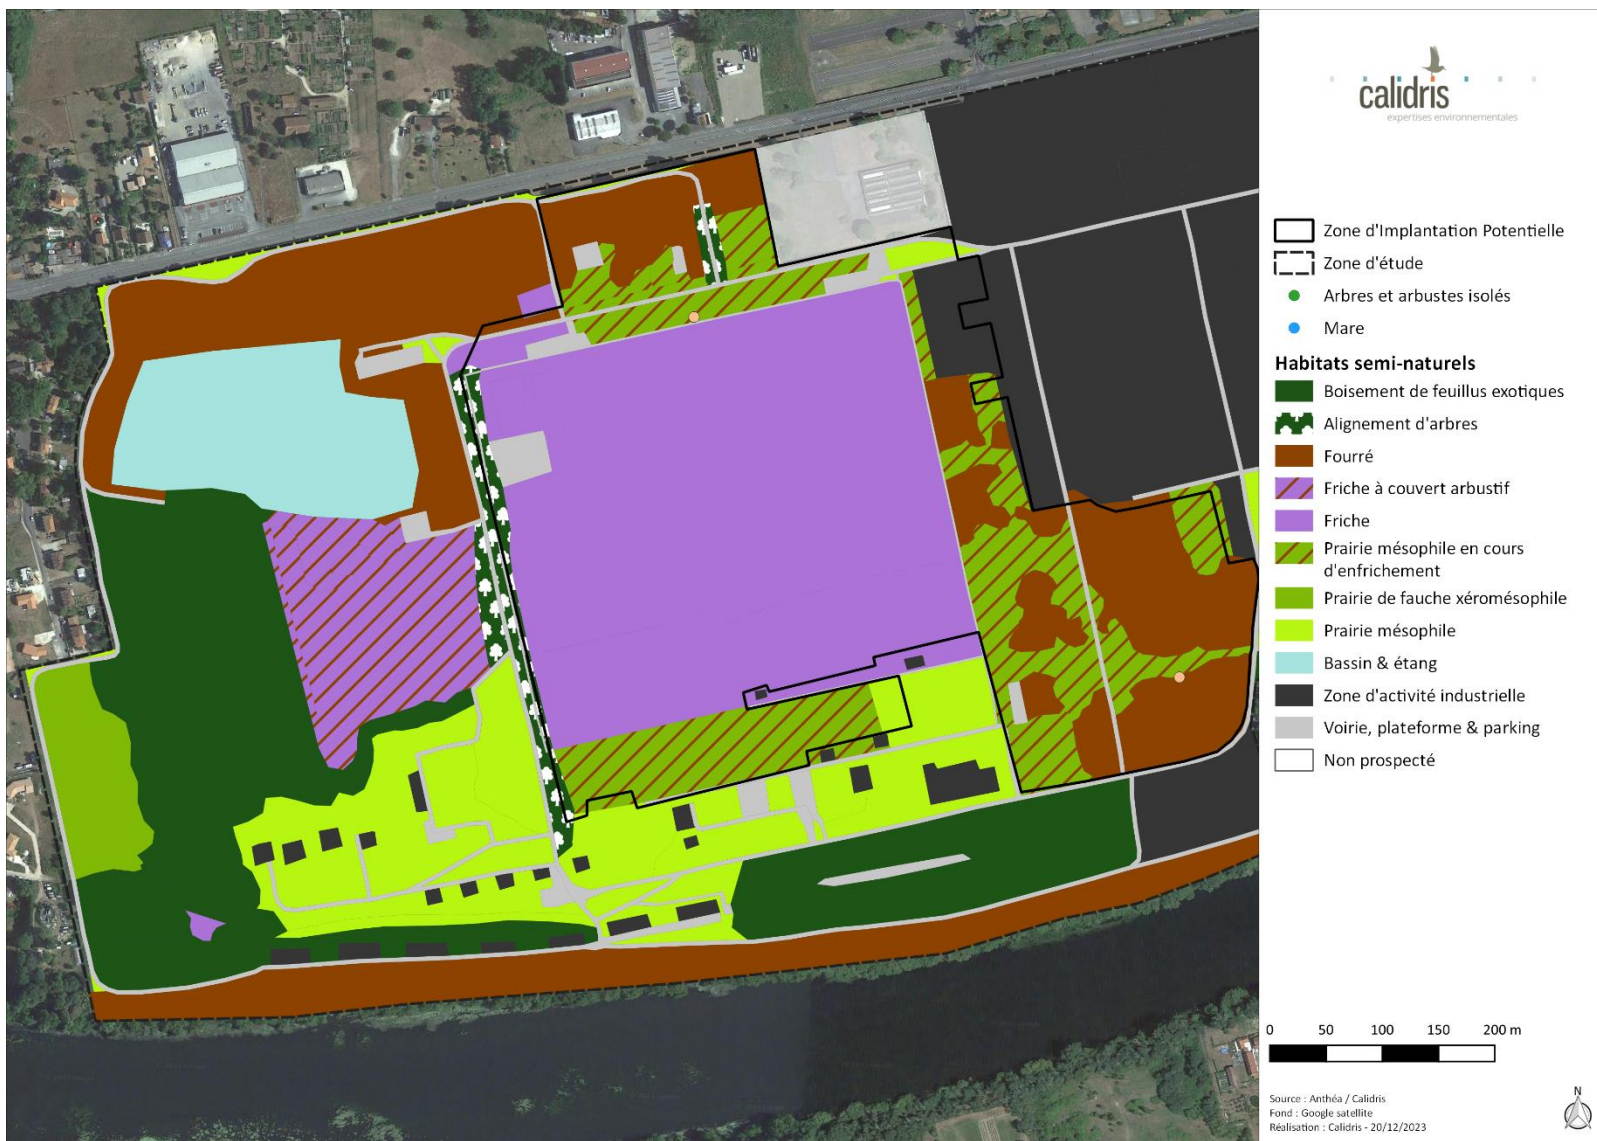 calidris
expertises environnementales
Zone d'Implantation Potentielle
Zone d'étude
Arbres et arbustes isolés
Mare
Habitats semi-naturels
Boisement de feuillus exotiques
Alignement d'arbres
Fourré
Friche à couvert arbustif
Friche
Prairie mésophile en cours
d'enfrichement
Prairie de fauche xéromésophile
Prairie mésophile
Bassin & étang
Zone d'activité industrielle
Voirie, plateforme & parking
Non prospecté
0 50 100 150 200 m
Source : Anthéa / Calidris
Fond : Google satellite
Réalisation : Calidris - 20/12/2023
N